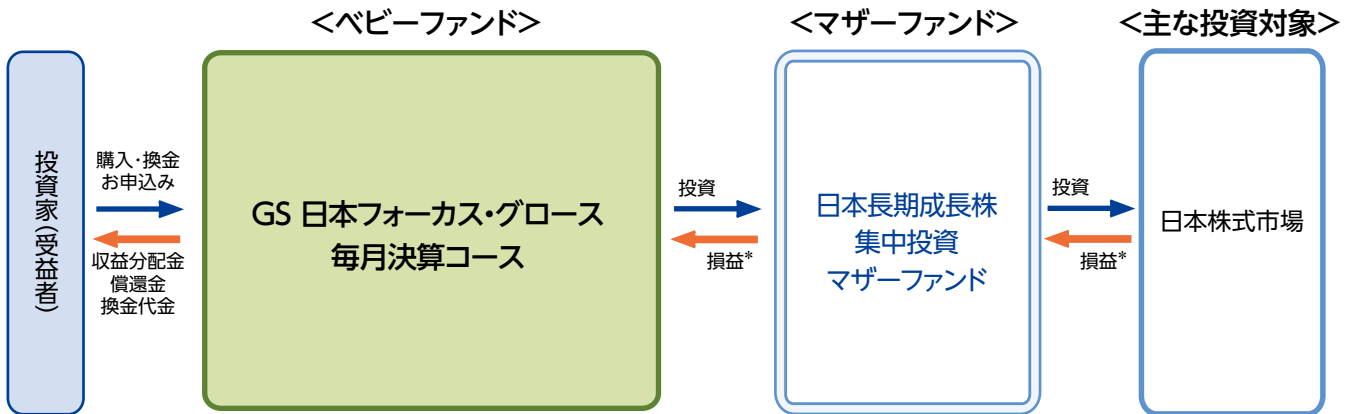 <ベビーファンド>
<マザーファンド>
<主な投資対象>
投資家(受益者)
購入・換金
お申込み
収益分配金
償還金
換金代金
GS 日本フォーカス・グロース
毎月決算コース
投資
損益*
日本長期成長株
集中投資
マザーファンド
投資
損益*
日本株式市場